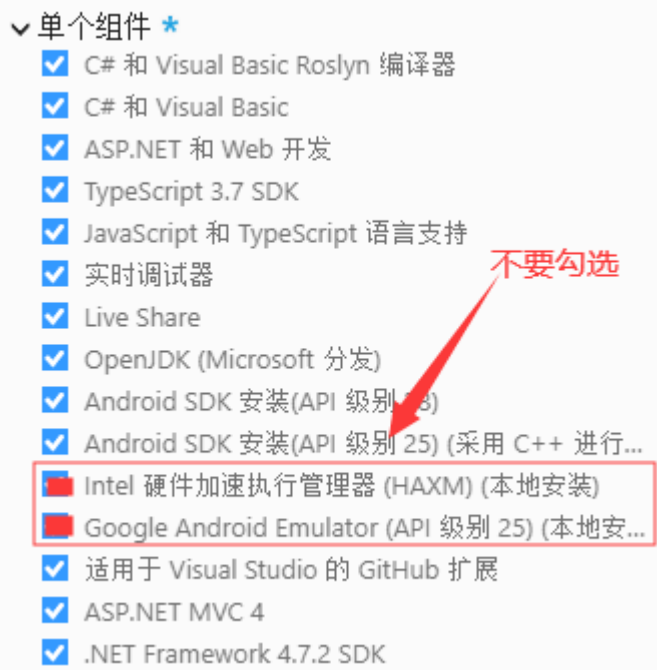 单个组件 *
C# 和 Visual Basic Roslyn 编译器
C# 和 Visual Basic
ASP.NET 和 Web 开发
TypeScript 3.7 SDK
JavaScript 和 TypeScript 语言支持
不要勾选
实时调试器
Live Share
OpenJDK (Microsoft 分发)
Android SDK 安装(API 级别 3)
Android SDK 安装(API 级别 25) (采用 C++ 进行...
Intel 硬件加速执行管理器 (HAXM) (本地安装)
Google Android Emulator (API 级别 25) (本地安...
适用于 Visual Studio 的 GitHub 扩展
ASP.NET MVC 4
.NET Framework 4.7.2 SDK